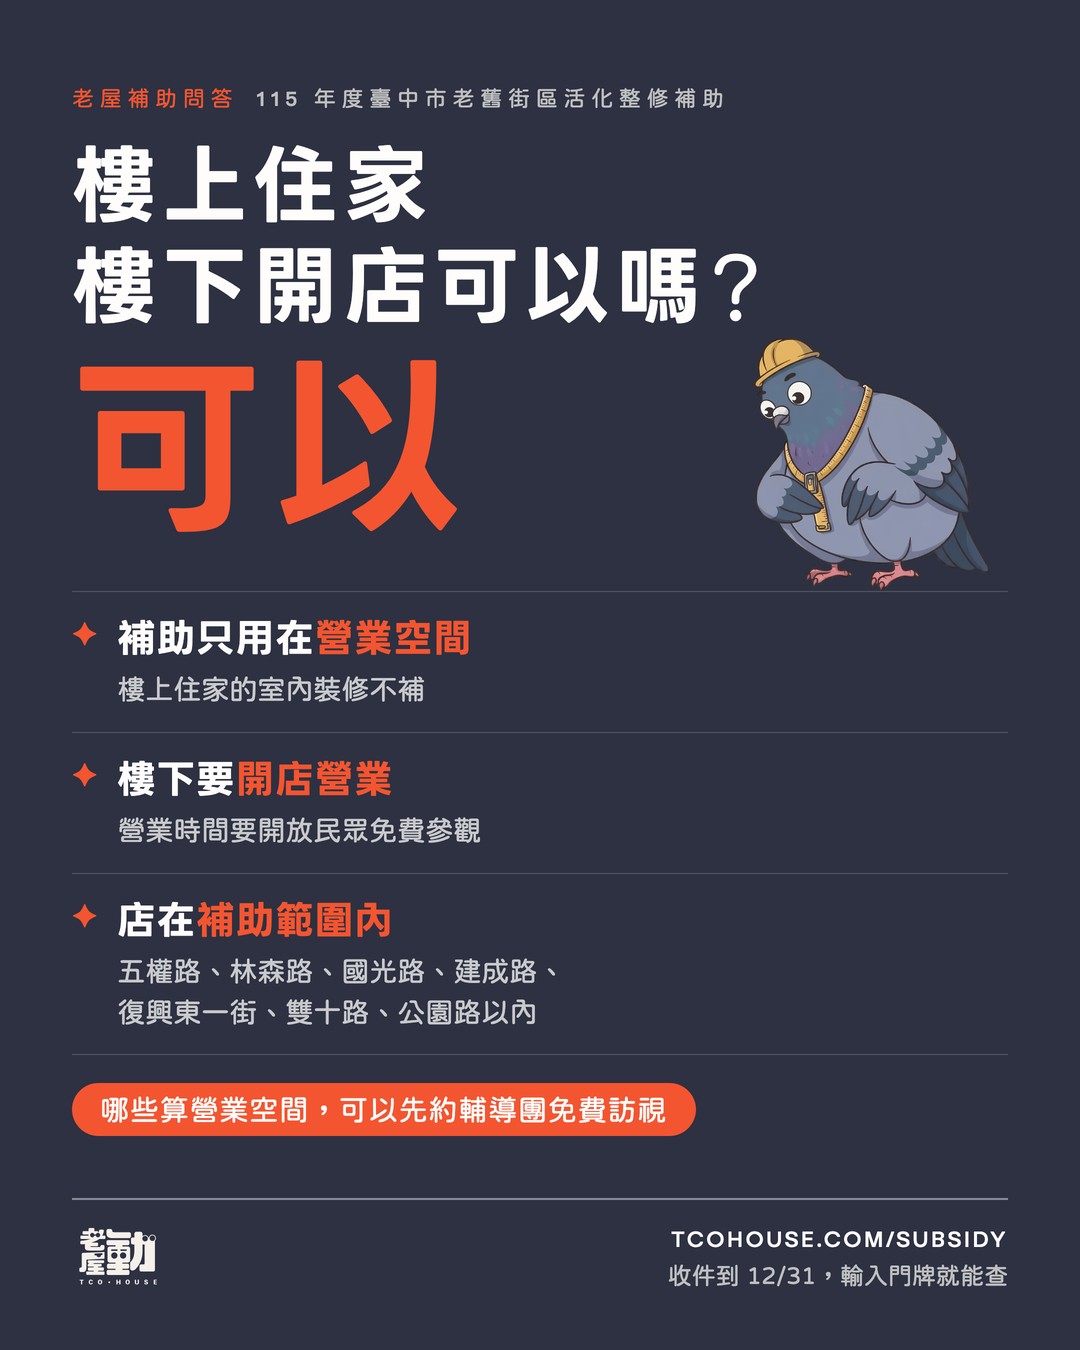 老屋補助問答 115 年度臺中市老舊街區活化整修補助
樓上住家
樓下開店可以嗎？
可以
補助只用在營業空間
樓上住家的室內裝修不補
樓下要開店營業
營業時間要開放民眾免費參觀
店在補助範圍內
五權路、林森路、國光路、建成路、
復興東一街、雙十路、公園路以內
哪些算營業空間，可以先約輔導團免費訪視
老屋動
TCO·HOUSE
TCOHOUSE.COM/SUBSIDY
收件到 12/31，輸入門牌就能查